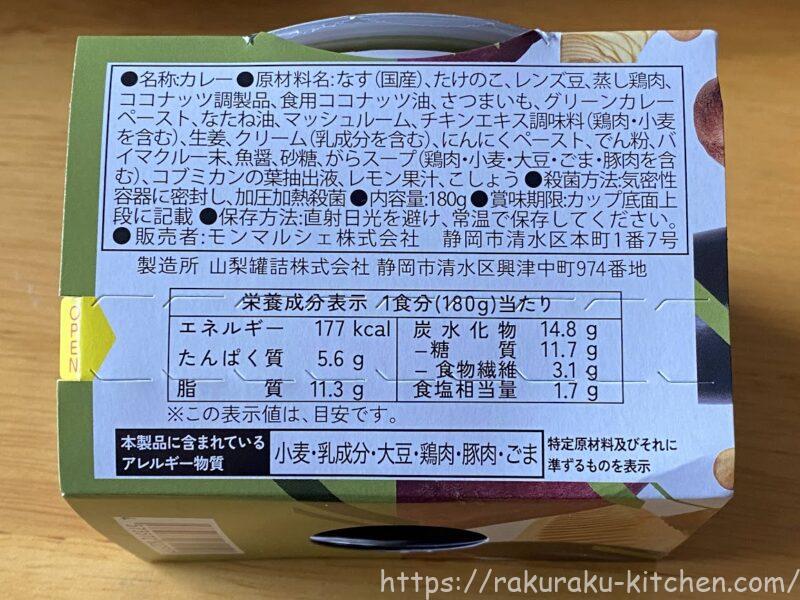 ●名称:カレー ●原材料名:なす(国産)、たけのこ、レンズ豆、蒸し鶏肉、
ココナッツ調製品、食用ココナッツ油、さつまいも、グリーンカレー
ペースト、なたね油、マッシュルーム、チキンエキス調味料(鶏肉・小麦
を含む)、生姜、クリーム(乳成分を含む)、にんにくペースト、でん粉、バ
イマクルー末、魚醤、砂糖、がらスープ(鶏肉・小麦・大豆・ごま・豚肉を含
む)、コブミカンの葉抽出液、レモン果汁、こしょう ●殺菌方法:気密性
容器に密封し、加圧加熱殺菌 ●内容量:180g ●賞味期限:カップ底面上
段に記載 ●保存方法:直射日光を避け、常温で保存してください。
●販売者:モンマルシェ株式会社 静岡市清水区本町1番7号
製造所 山梨罐詰株式会社 静岡市清水区興津中町974番地
OPEN
栄養成分表示 1食分(180g)当たり
エネルギー 177 kcal
たんぱく質 5.6 g
脂質 11.3 g
炭水化物 14.8 g
−糖質 11.7 g
−食物繊維 3.1 g
食塩相当量 1.7 g
※この表示値は、目安です。
本製品に含まれている
アレルギー物質
小麦・乳成分・大豆・鶏肉・豚肉・ごま
特定原材料及びそれに
準ずるものを表示
https://rakuraku-kitchen.com/